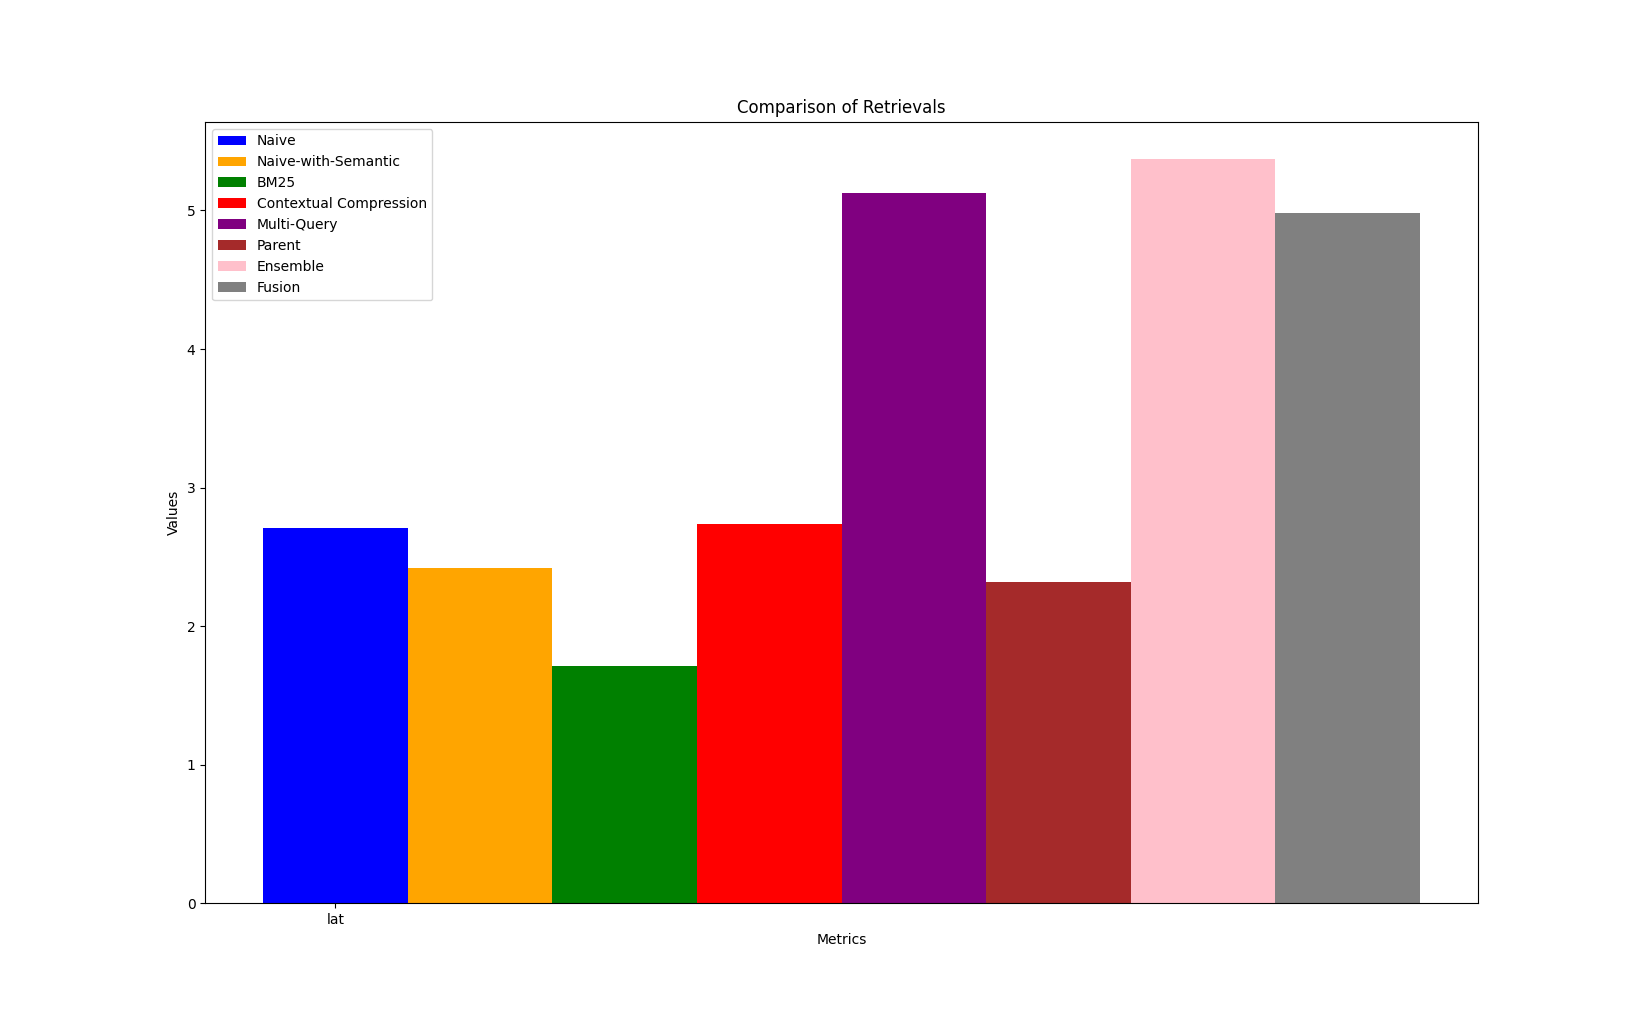 Comparison of Retrievals
Naive
Naive-with-Semantic
BM25
Contextual Compression
Multi-Query
Parent
Ensemble
Fusion
5
4
3
2
1
0
Values
lat
Metrics